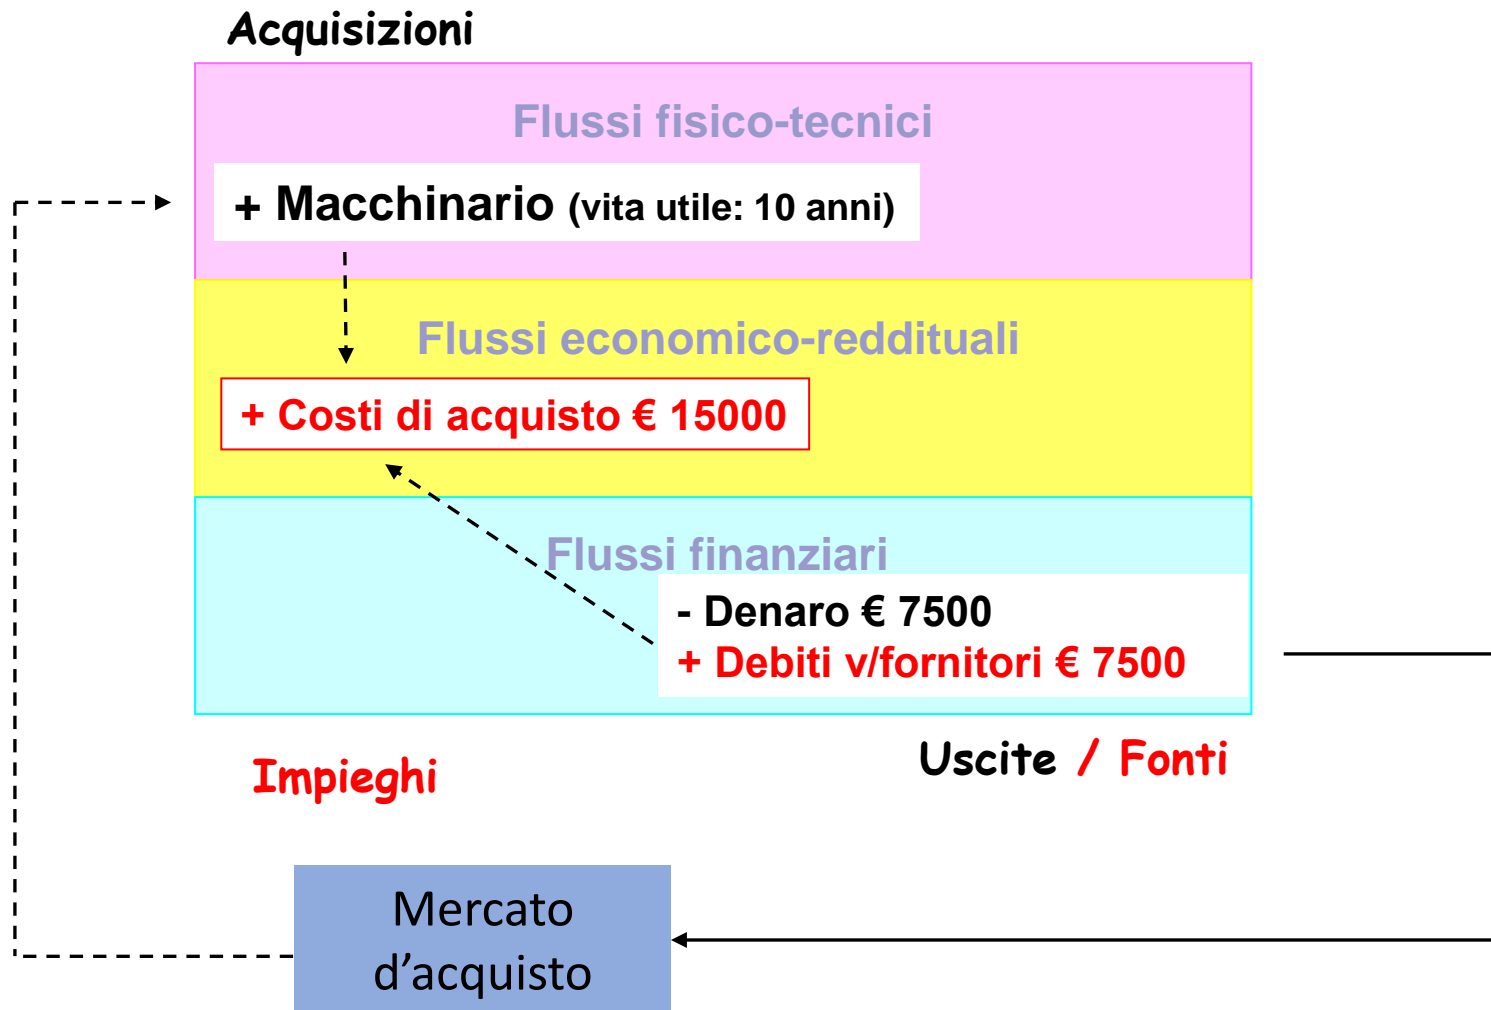 Acquisizioni
Flussi fisico-tecnici
+ Macchinario (vita utile: 10 anni)
Flussi economico-reddituali
+ Costi di acquisto € 15000
Flussi finanziari
- Denaro € 7500
+ Debiti v/fornitori € 7500
Uscite / Fonti
Impieghi
Mercato
d’acquisto